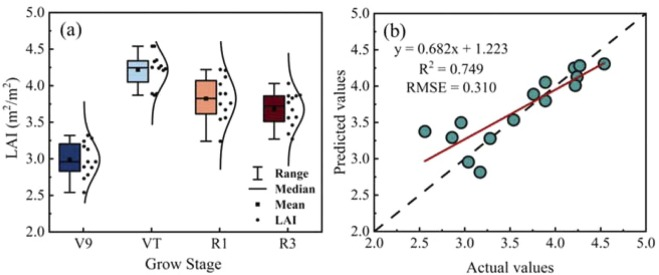 (a)
5.0
4.5
4.0
3.5
3.0
2.5
2.0
LAI (m²/m²)
V9 VT R1 R3
Grow Stage
Range
Median
Mean
LAI
(b)
y = 0.682x + 1.223
R² = 0.749
RMSE = 0.310
5.0
4.5
4.0
3.5
3.0
2.5
2.0
Predicted values
2.0 2.5 3.0 3.5 4.0 4.5 5.0
Actual values